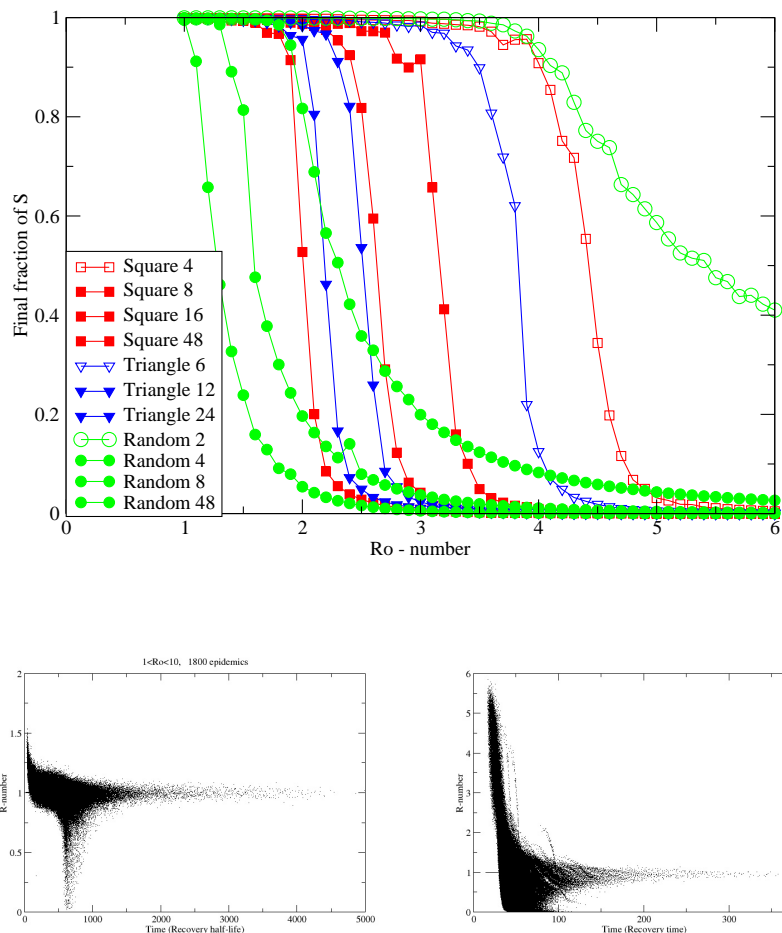 1
0.8
0.6
0.4
0.2
0
Final fraction of S
Square 4
Square 8
Square 16
Square 48
Triangle 6
Triangle 12
Triangle 24
Random 2
Random 4
Random 8
Random 48
0 1 2 3 4 5 6
Ro - number
1<Ro<10, 1800 epidemics
2
1.5
1
0.5
0
R-number
0 1000 2000 3000 4000 5000
Time (Recovery half-life)
6
5
4
3
2
1
0
R-number
0 100 200 300
Time (Recovery time)